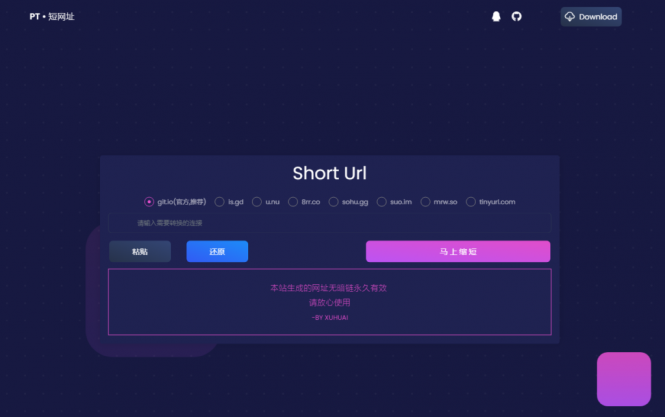 PT • 短网址
Download
Short Url
git.io(官方,推荐) is.gd u.nu 8rr.co sohu.gg suo.im mrw.so tinyurl.com
请输入需要转换的连接
粘贴 还原 马上缩短
本站生成的网址无组链永久有效
请放心使用
-BY XUHUAI